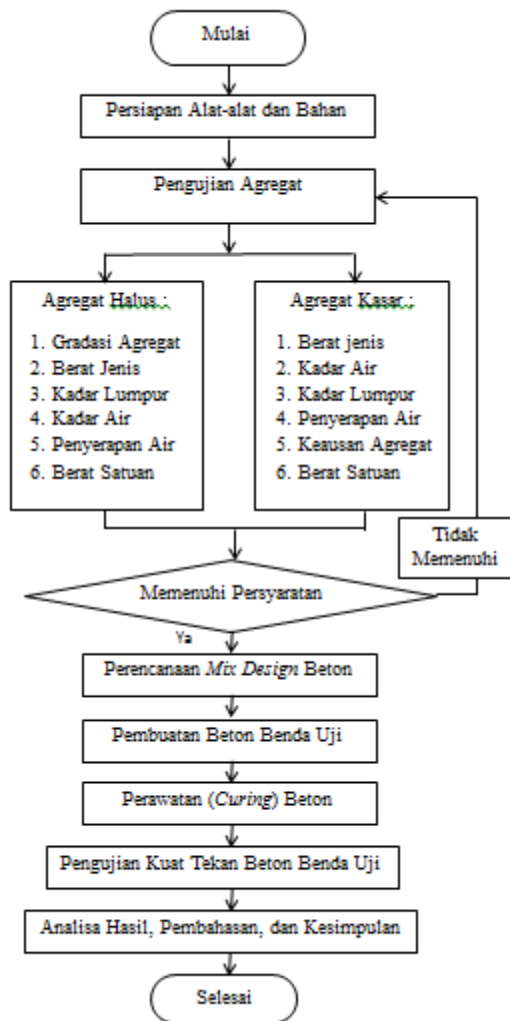 Mulai
Persiapan Alat-alat dan Bahan
Pengujian Agregat
Agregat Halus :
1. Gradasi Agregat
2. Berat Jenis
3. Kadar Lumpur
4. Kadar Air
5. Penyerapan Air
6. Berat Satuan
Agregat Kasar :
1. Berat jenis
2. Kadar Air
3. Kadar Lumpur
4. Penyerapan Air
5. Keausan Agregat
6. Berat Satuan
Tidak
Memenuhi
Memenuhi Persyaratan
Ya
Perencanaan Mix Design Beton
Pembuatan Beton Benda Uji
Perawatan (Curing) Beton
Pengujian Kuat Tekan Beton Benda Uji
Analisa Hasil, Pembahasan, dan Kesimpulan
Selesai